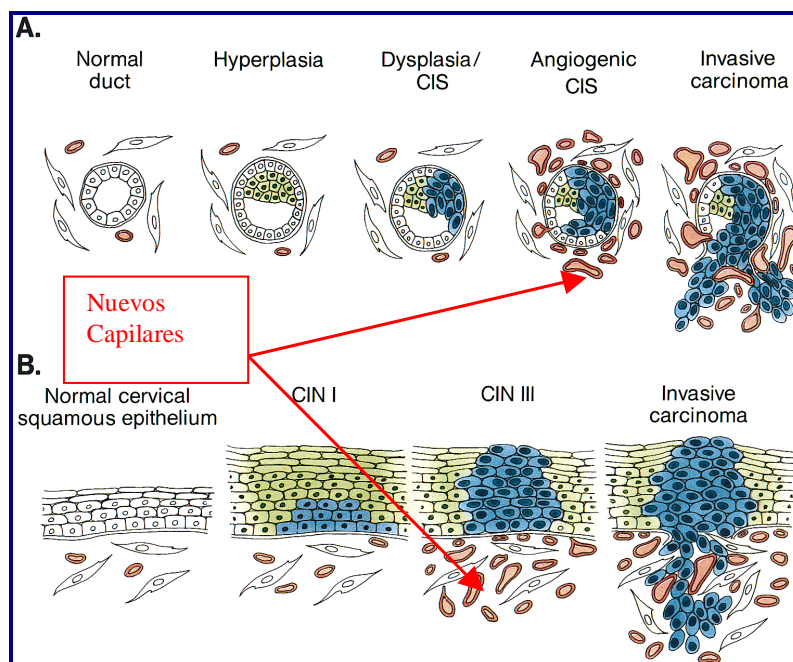 A.
Normal
duct
Hyperplasia
Dysplasia/
CIS
Angiogenic
CIS
Invasive
carcinoma
Nuevos
Capilares
B.
Normal cervical
squamous epithelium
CIN I
CIN III
Invasive
carcinoma